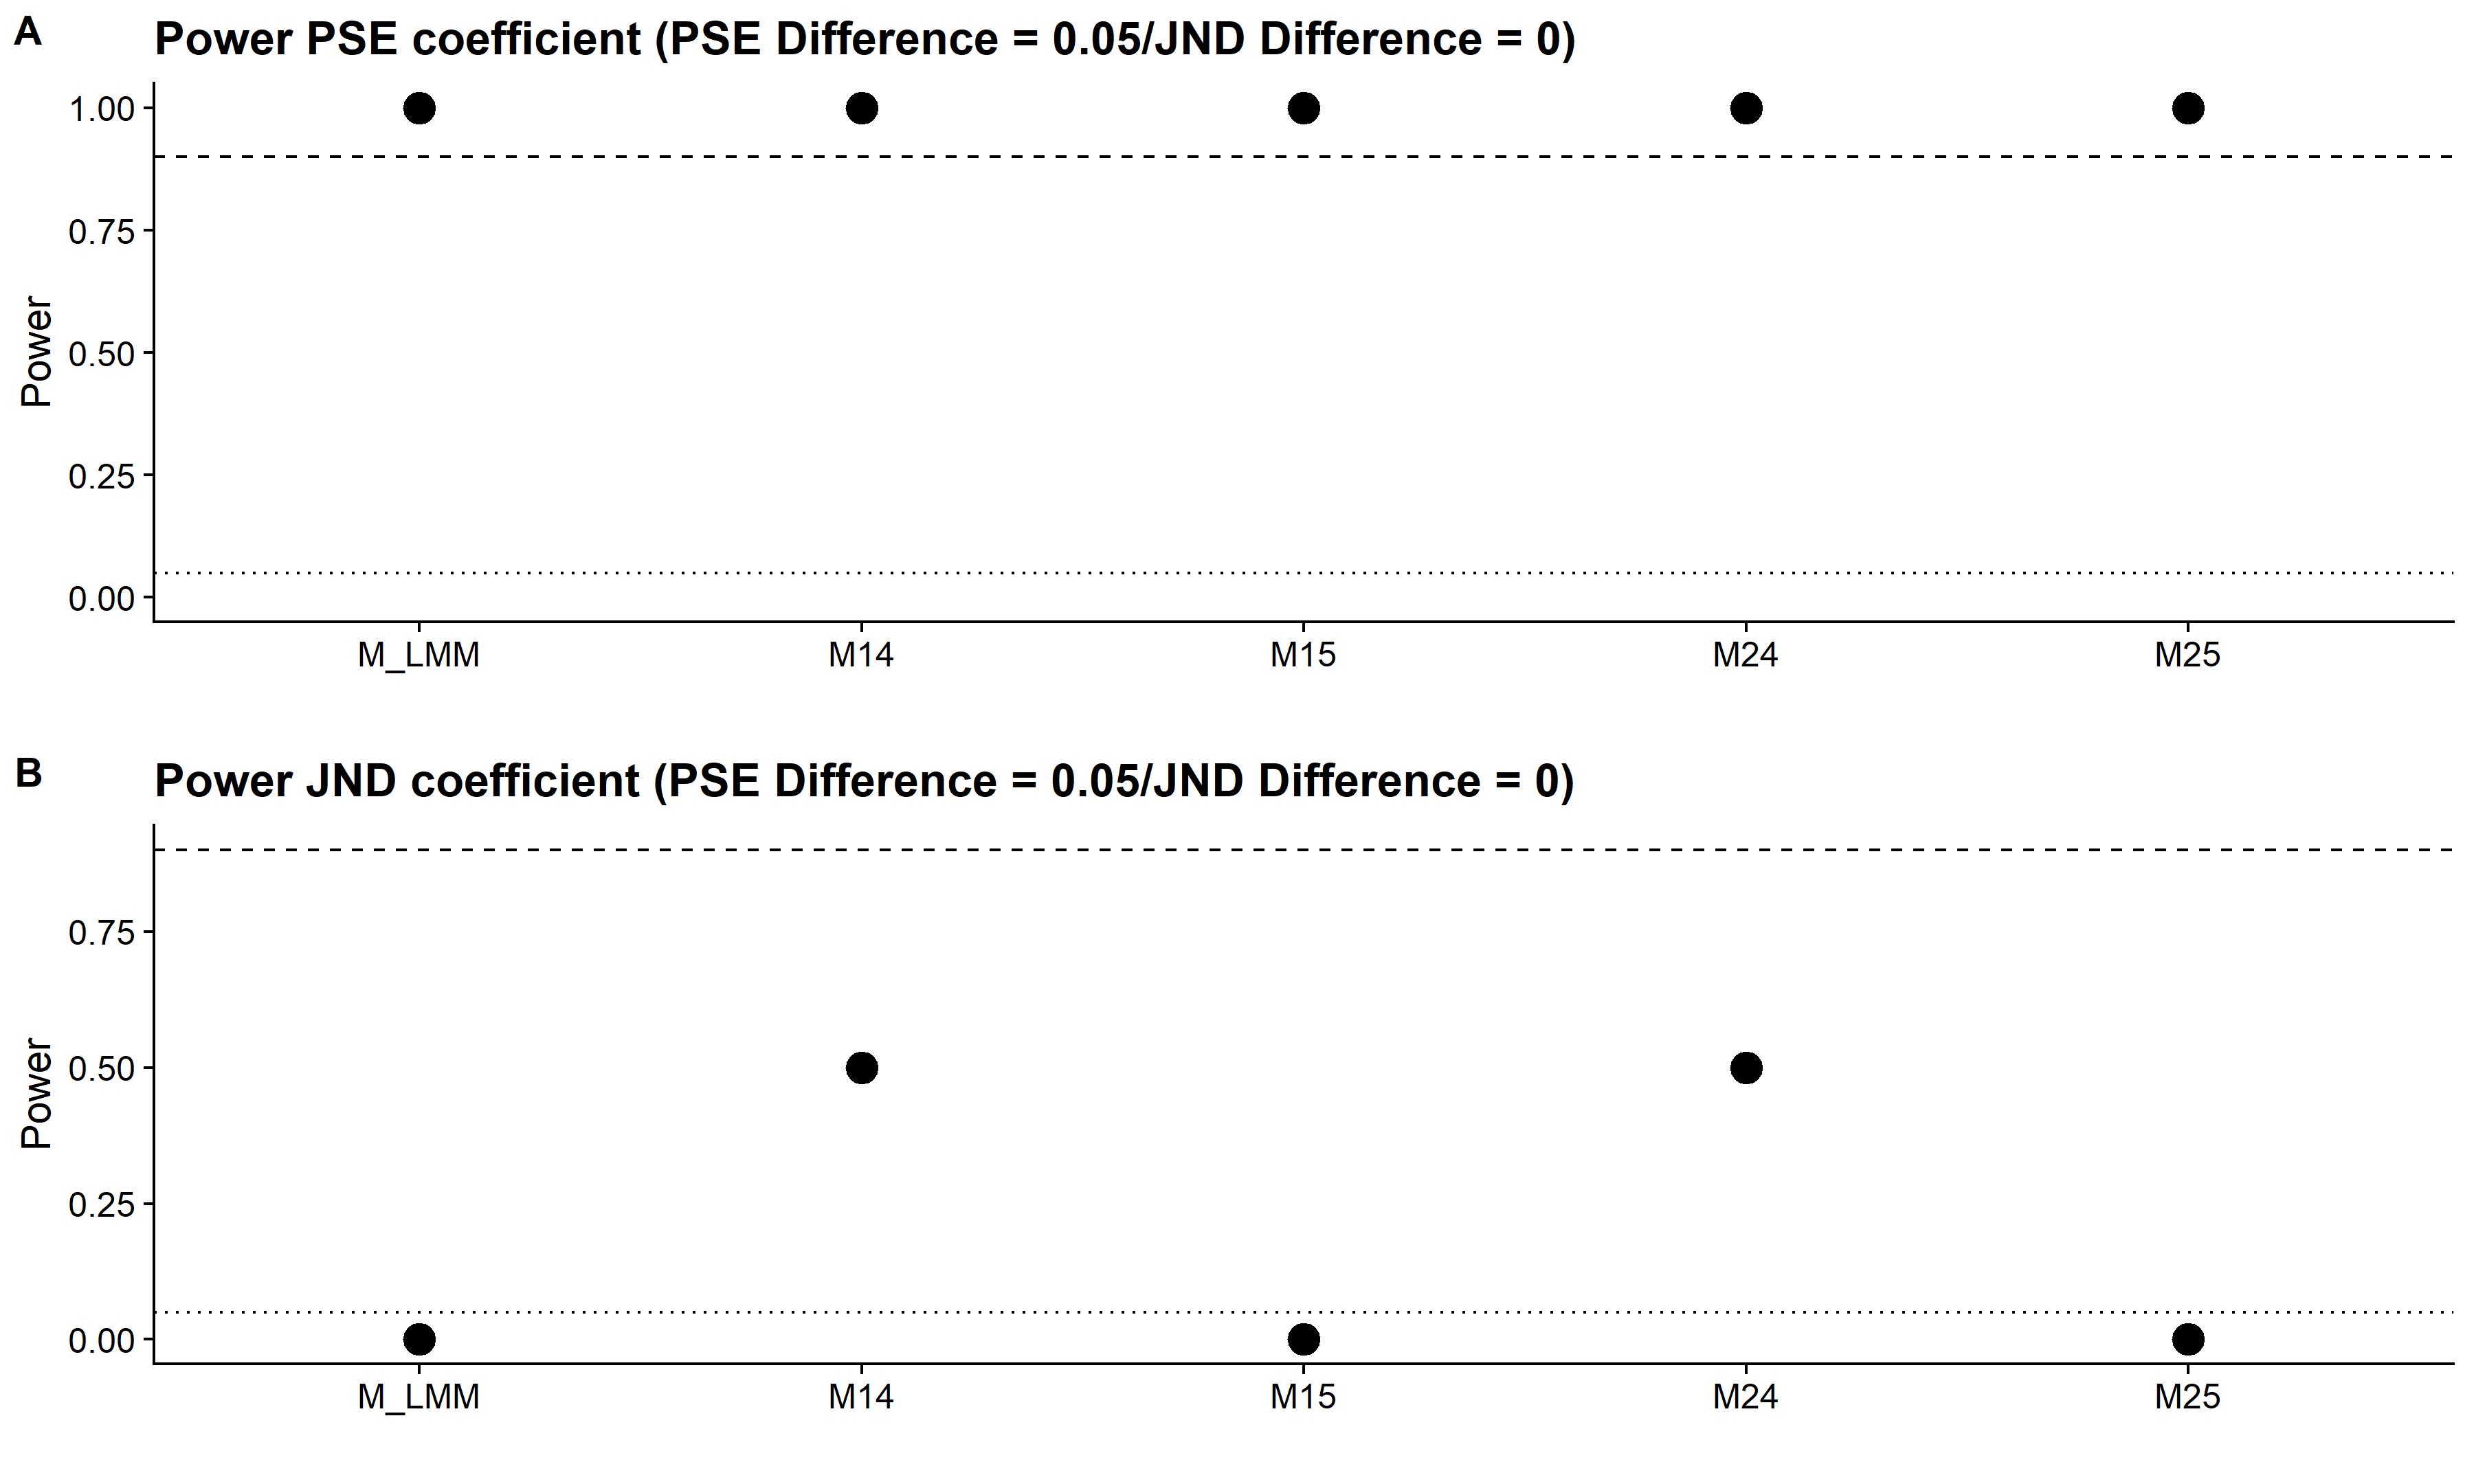 A
Power PSE coefficient (PSE Difference = 0.05/JND Difference = 0)
1.00
0.75
0.50
0.25
0.00
Power
M_LMM M14 M15 M24 M25
B
Power JND coefficient (PSE Difference = 0.05/JND Difference = 0)
0.75
0.50
0.25
0.00
Power
M_LMM M14 M15 M24 M25